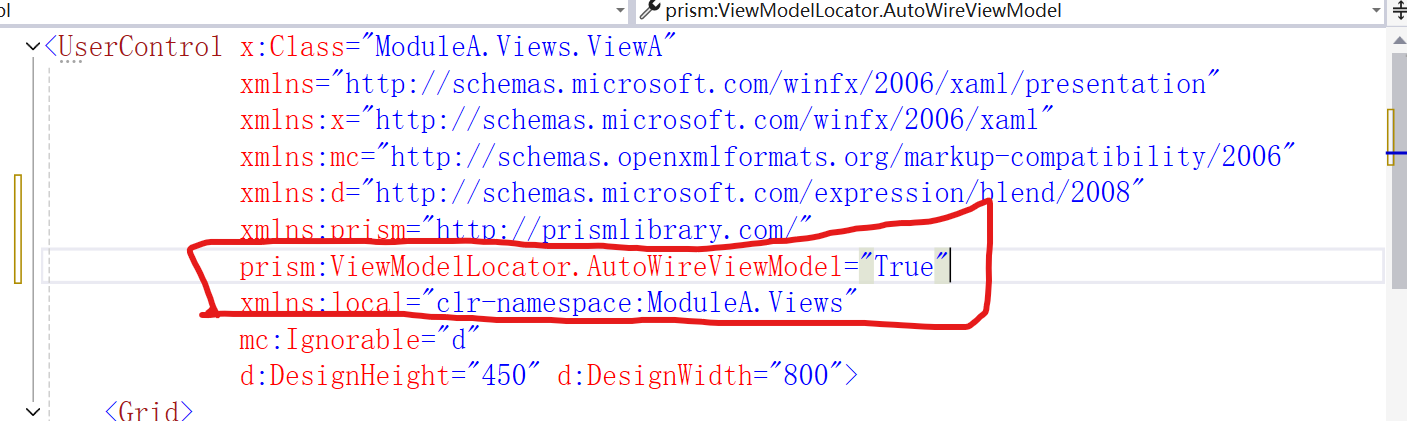 ol prism:ViewModelLocator.AutoWireViewModel
<UserControl x:Class="ModuleA.Views.ViewA"
xmlns="http://schemas.microsoft.com/winfx/2006/xaml/presentation"
xmlns:x="http://schemas.microsoft.com/winfx/2006/xaml"
xmlns:mc="http://schemas.openxmlformats.org/markup-compatibility/2006"
xmlns:d="http://schemas.microsoft.com/expression/blend/2008"
xmlns:prism="http://prismlibrary.com/"
prism:ViewModelLocator.AutoWireViewModel="True"
xmlns:local="clr-namespace:ModuleA.Views"
mc:Ignorable="d"
d:DesignHeight="450" d:DesignWidth="800">
<Grid>